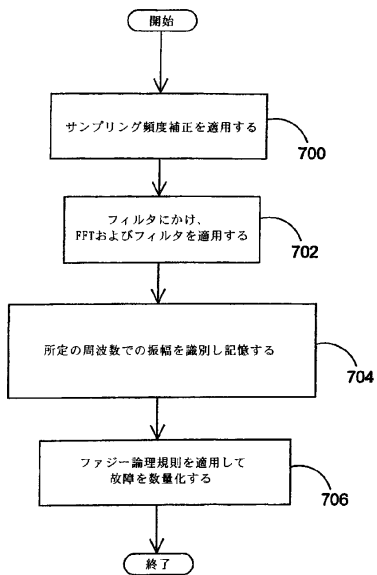 開始
サンプリング頻度補正を適用する
700
フィルタにかけ、
FFTおよびフィルタを適用する
702
所定の周波数での振幅を識別し記憶する
704
ファジー論理規則を適用して
故障を数量化する
706
終了